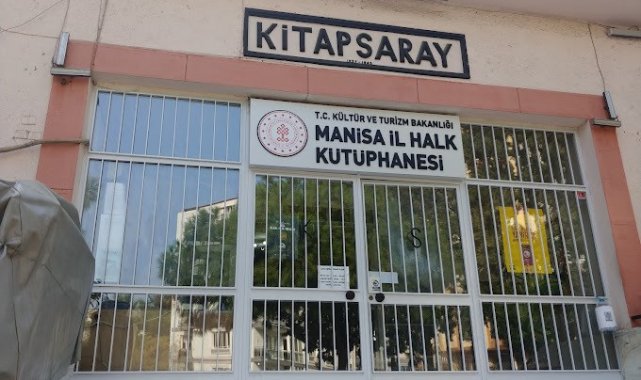 KİTAPSARAY
T.C. KÜLTÜR VE TURİZM BAKANLIĞI
MANİSA İL HALK
KUTUPHANESİ
K S